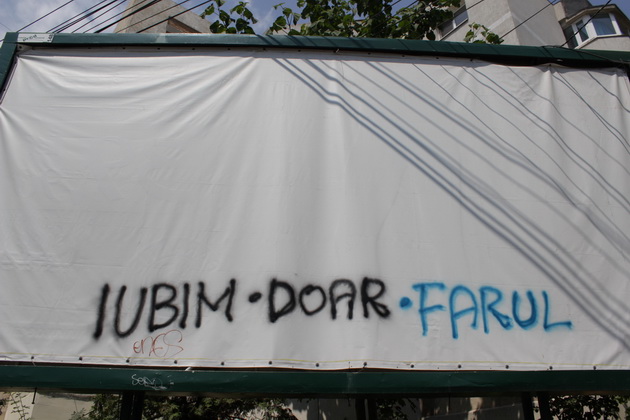 IUBIM · DOAR · FARUL